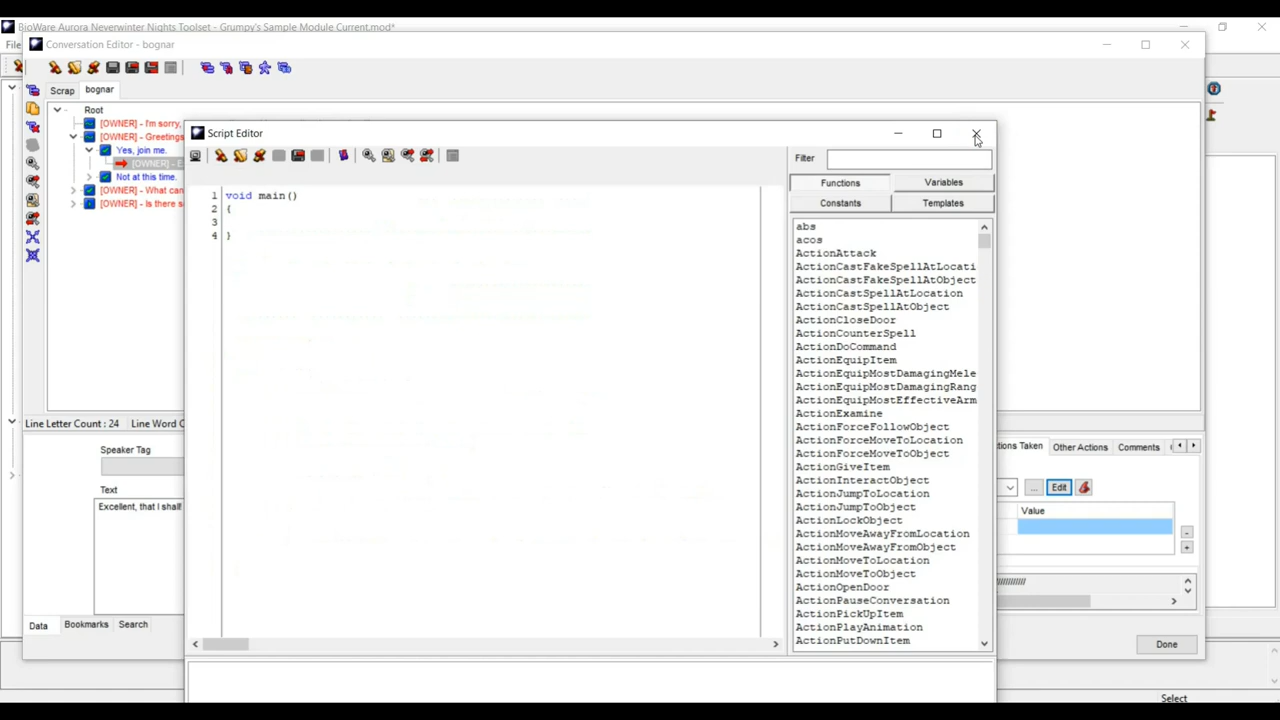 BioWare Aurora Neverwinter Nights Toolset - Grumpy's Sample Module Current.mod*
File
Conversation Editor - bognar
Scrap
bognar
Root
[OWNER] - I'm sorry,
[OWNER] - Greetings
Yes, join me.
[OWNER] - E
Not at this time.
[OWNER] - What can
[OWNER] - Is there s
Line Letter Count : 24
Line Word C
Speaker Tag
Text
Excellent, that I shall
Data
Bookmarks
Search
Script Editor
1 void main()
2 {
3
4 }
Filter
Functions
Variables
Constants
Templates
abs
acos
ActionAttack
ActionCastFakeSpellAtLocati
ActionCastFakeSpellAtObject
ActionCastSpellAtLocation
ActionCastSpellAtObject
ActionCloseDoor
ActionCounterSpell
ActionDoCommand
ActionEquipItem
ActionEquipMostDamagingMele
ActionEquipMostDamagingRang
ActionEquipMostEffectiveArm
ActionExamine
ActionForceFollowObject
ActionForceMoveToLocation
ActionForceMoveToObject
ActionGiveItem
ActionInteractObject
ActionJumpToLocation
ActionJumpToObject
ActionLockObject
ActionMoveAwayFromLocation
ActionMoveAwayFromObject
ActionMoveToLocation
ActionMoveToObject
ActionOpenDoor
ActionPauseConversation
ActionPickUpItem
ActionPlayAnimation
ActionPutDownItem
ctions Taken
Other Actions
Comments
...
Edit
Value
-
+
////////////
Done
Select